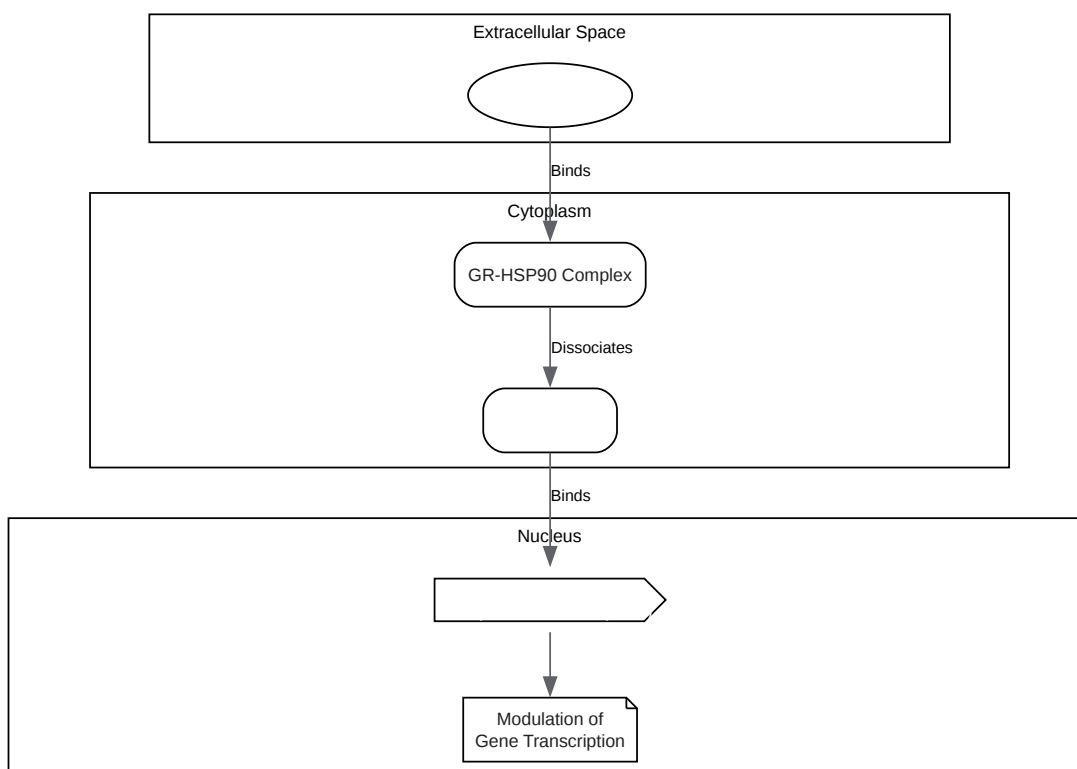 Extracellular Space
Binds
Cytoplasm
GR-HSP90 Complex
Dissociates
Binds
Nucleus
Modulation of
Gene Transcription